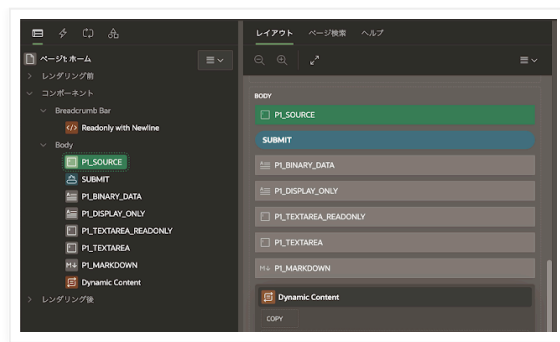 レイアウト ページ検索 ヘルプ
ページ1: ホーム
レンダリング前
コンポーネント
Breadcrumb Bar
Readonly with Newline
Body
P1_SOURCE
SUBMIT
P1_BINARY_DATA
P1_DISPLAY_ONLY
P1_TEXTAREA_READONLY
P1_TEXTAREA
P1_MARKDOWN
Dynamic Content
レンダリング後
BODY
P1_SOURCE
SUBMIT
P1_BINARY_DATA
P1_DISPLAY_ONLY
P1_TEXTAREA_READONLY
P1_TEXTAREA
P1_MARKDOWN
Dynamic Content
COPY